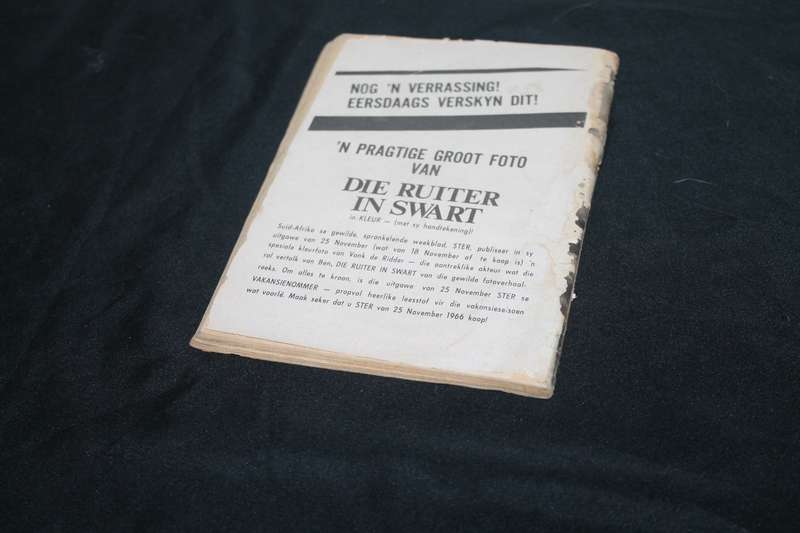 NOG 'N VERRASSING!
EERSDAAGS VERSKYN DIT!
'N PRAGTIGE GROOT FOTO
VAN
DIE RUITER
IN SWART
in KLEUR — (met sy handtekening)!
Suid-Afrika se gewilde, sprankelende weekblad, STER, publiseer in sy
uitgawe van 25 November (wat van 18 November af te koop is) 'n
spesiale kleurfoto van Vonk de Ridder — die aantreklike akteur wat die
rol vertolk van Ben, DIE RUITER IN SWART van die gewilde fotoverhaal-
reeks. Om alles te kroon, is die uitgawe van 25 November STER se
VAKANSIENOMMER — propvol heerlike leesstof vir die vakansieseisoen
wat voorlê. Maak seker dat u STER van 25 November 1966 koop!